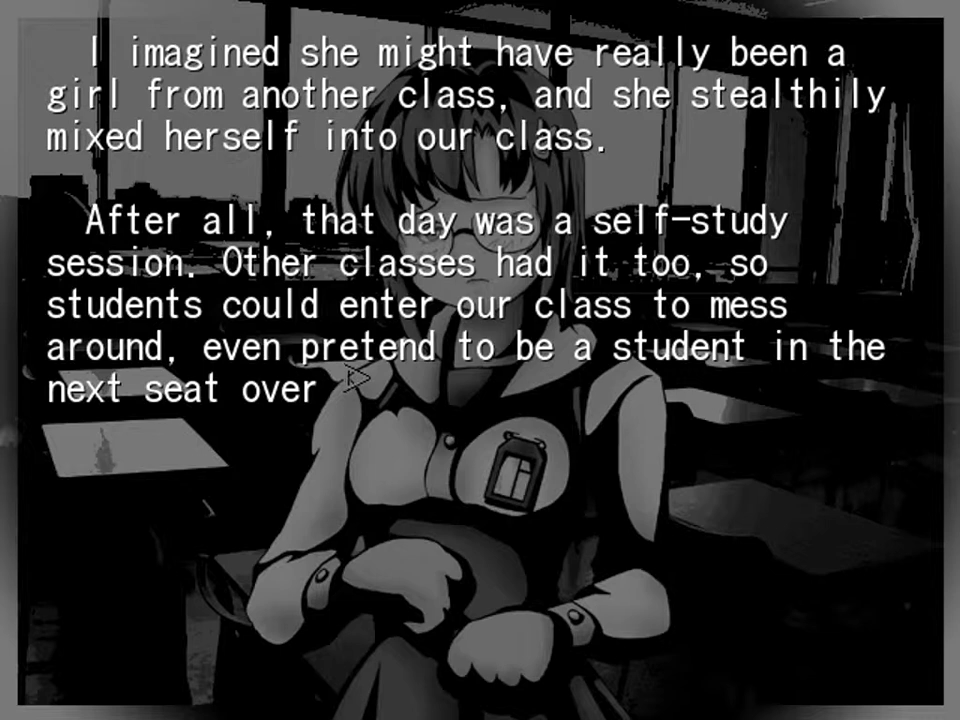 I imagined she might have really been a
girl from another class, and she stealthily
mixed herself into our class.
After all, that day was a self-study
session. Other classes had it too, so
students could enter our class to mess
around, even pretend to be a student in the
next seat over